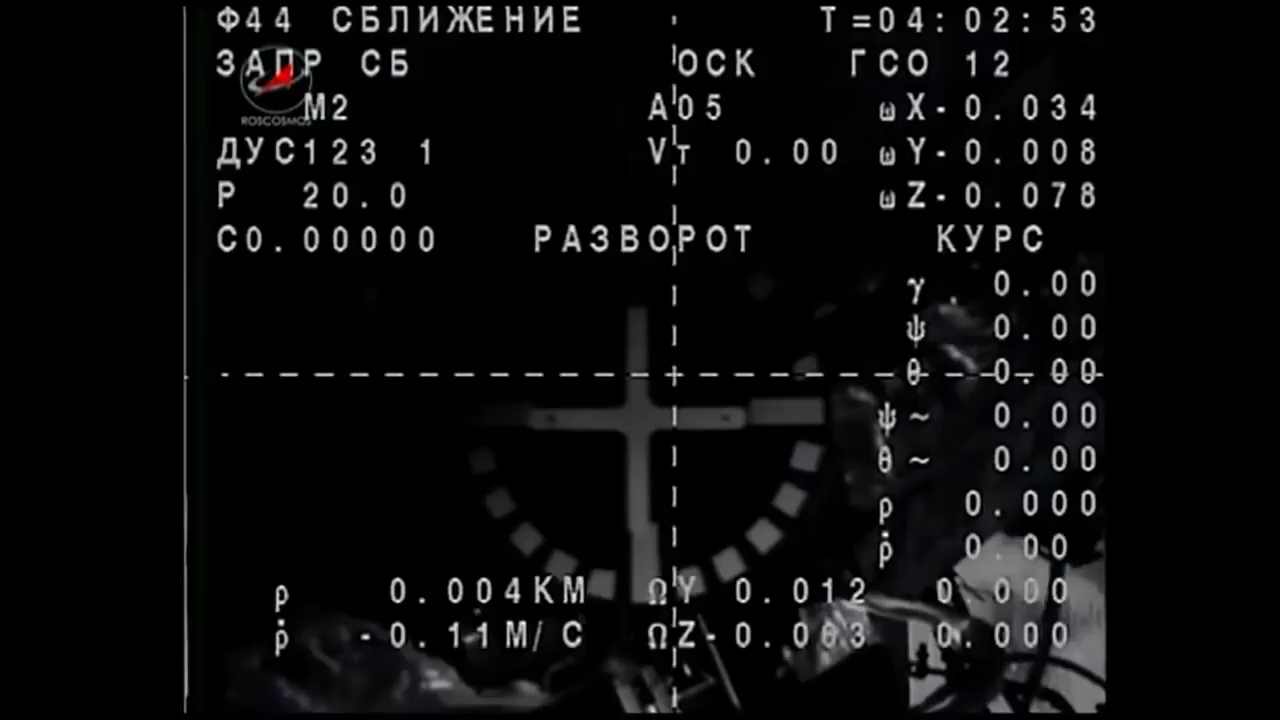 Ф44 СБЛИЖЕНИЕ T=04:02:53
ЗАПР СБ ОСК ГСО 12
ROSCOSMOS
М2 А 05 ωX-0.034
ДУС123 1 Vт 0.00 ωY-0.008
Р 20.0 ωZ-0.078
С0.00000 РАЗВОРОТ КУРС
γ 0.00
ψ 0.00
θ 0.00
ψ~ 0.00
θ~ 0.00
ρ 0.000
ρ̇ 0.00
ρ 0.004КМ ΩY 0.012 0.000
ρ̇ -0.11М/С ΩZ-0.063 0.000